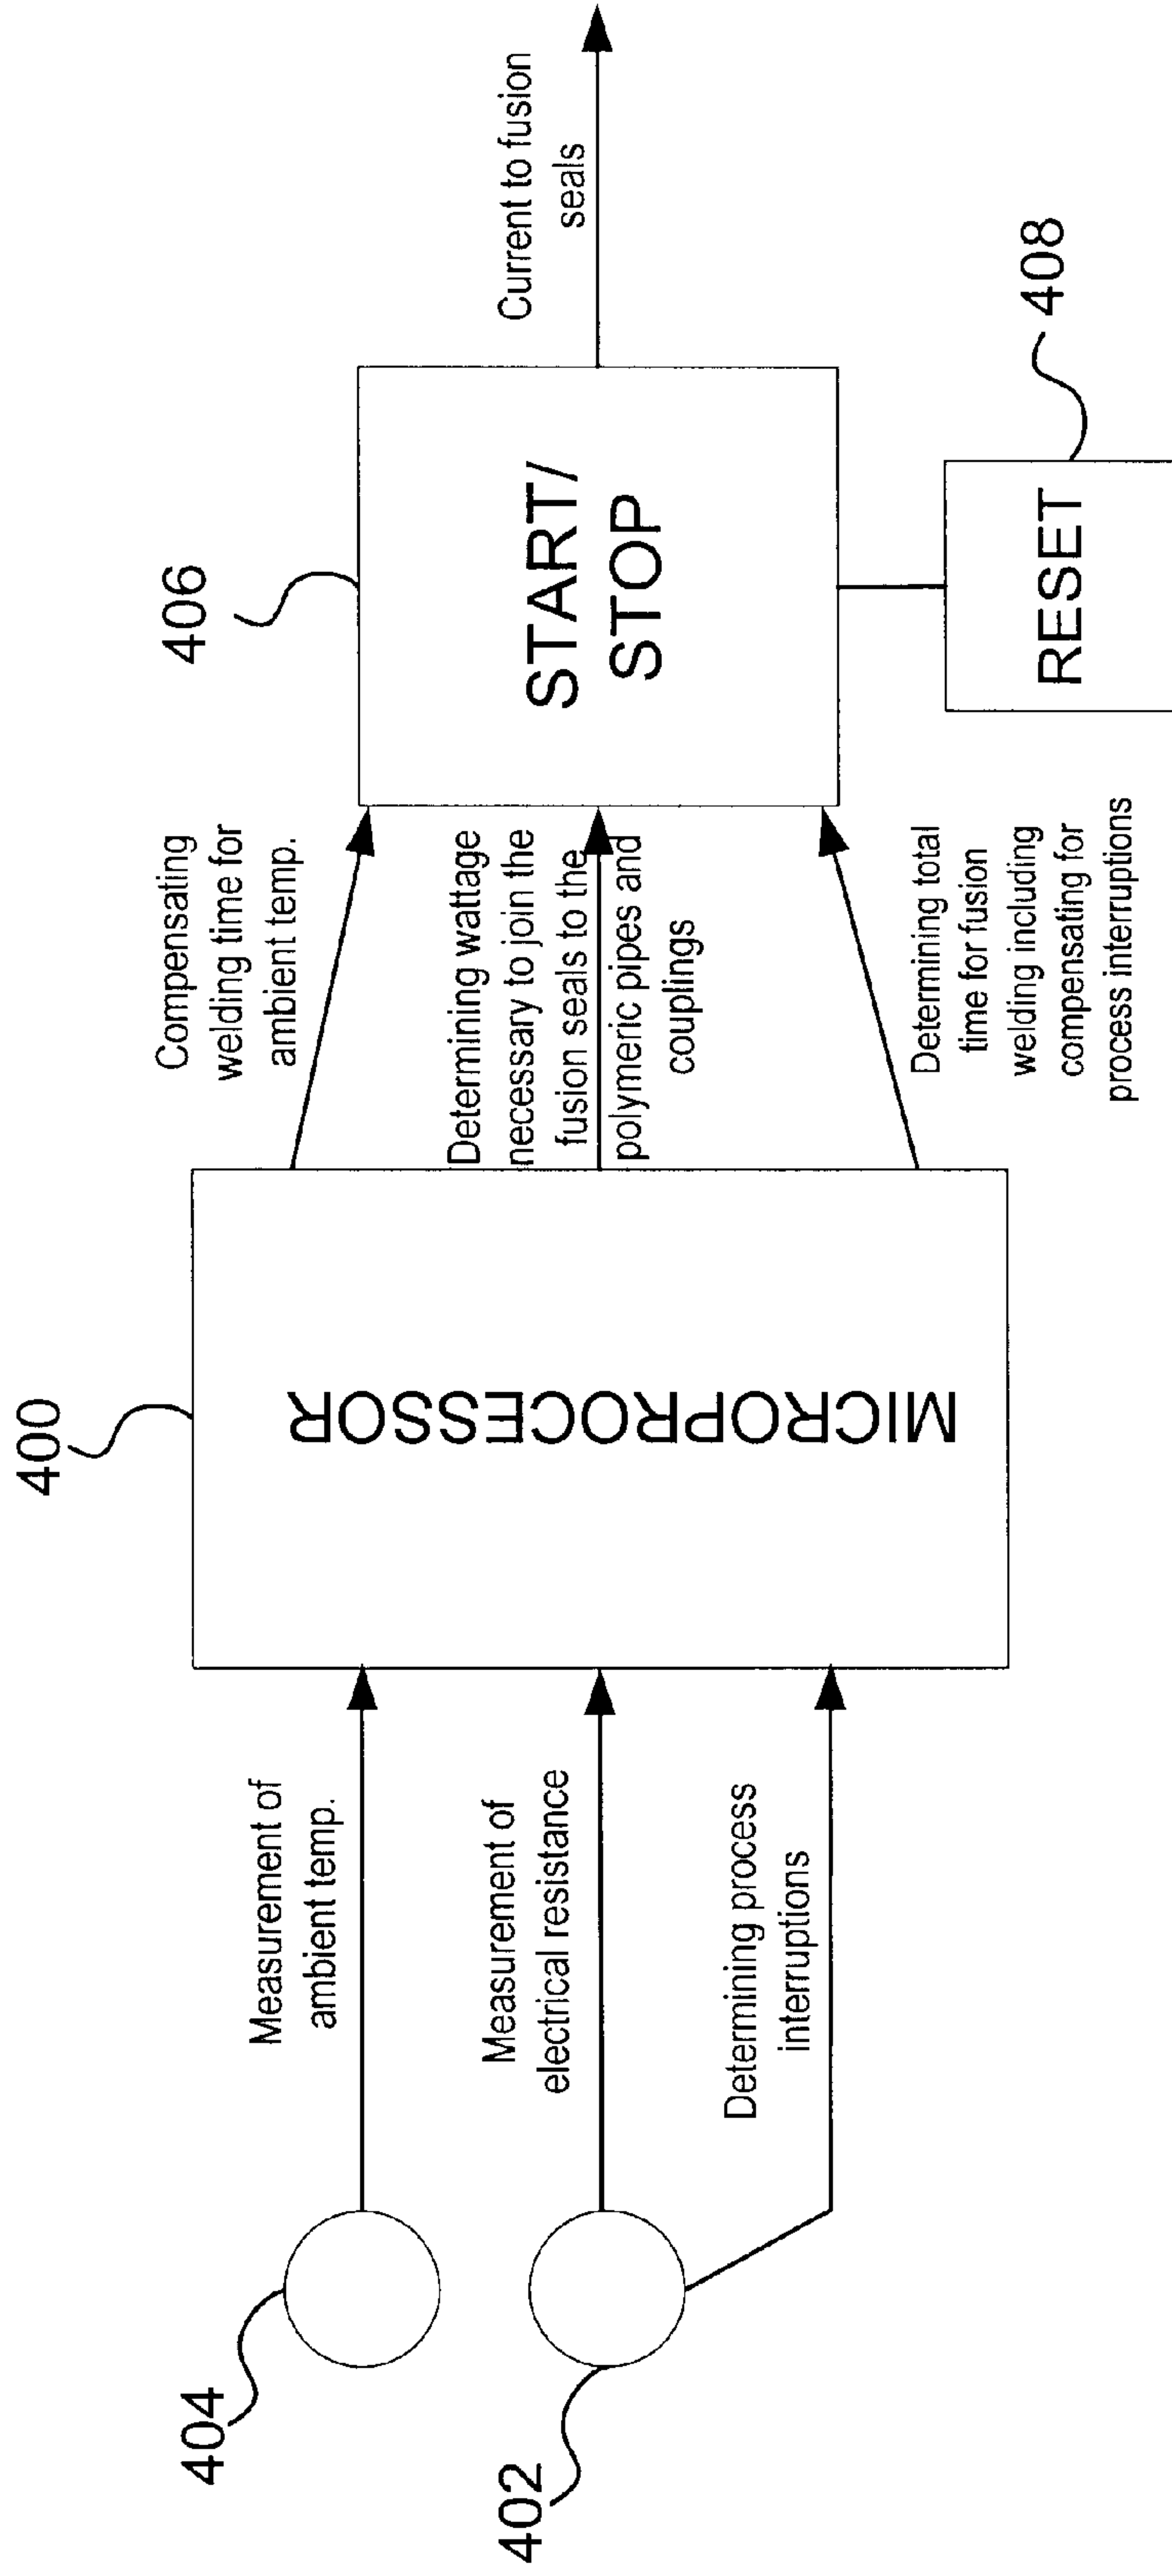 404
402
Measurement of
ambient temp.
Measurement of
electrical resistance
Determining process
interruptions
400
MICROPROCESSOR
Compensating
welding time for
ambient temp.
Determining wattage
necessary to join the
fusion seals to the
polymeric pipes and
couplings
Determining total
time for fusion
welding including
compensating for
process interruptions
406
START/
STOP
RESET
408
Current to fusion
seals